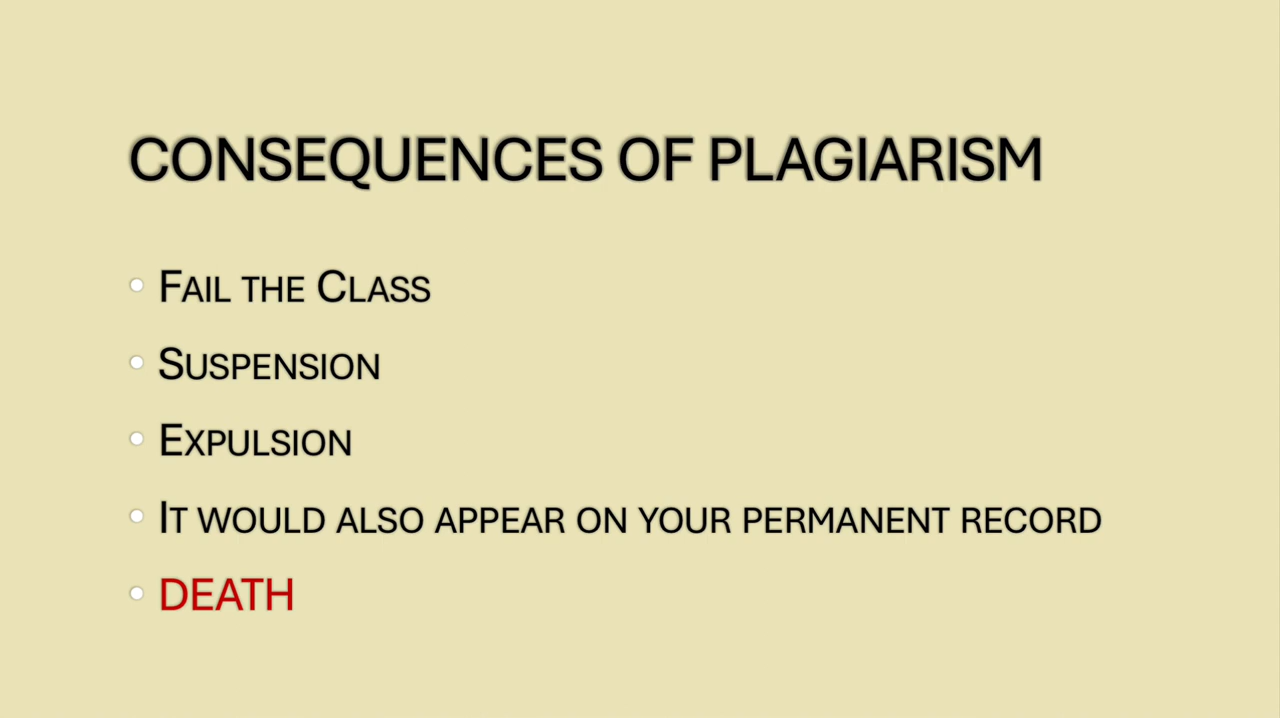 CONSEQUENCES OF PLAGIARISM
• FAIL THE CLASS
• SUSPENSION
• EXPULSION
• IT WOULD ALSO APPEAR ON YOUR PERMANENT RECORD
• DEATH